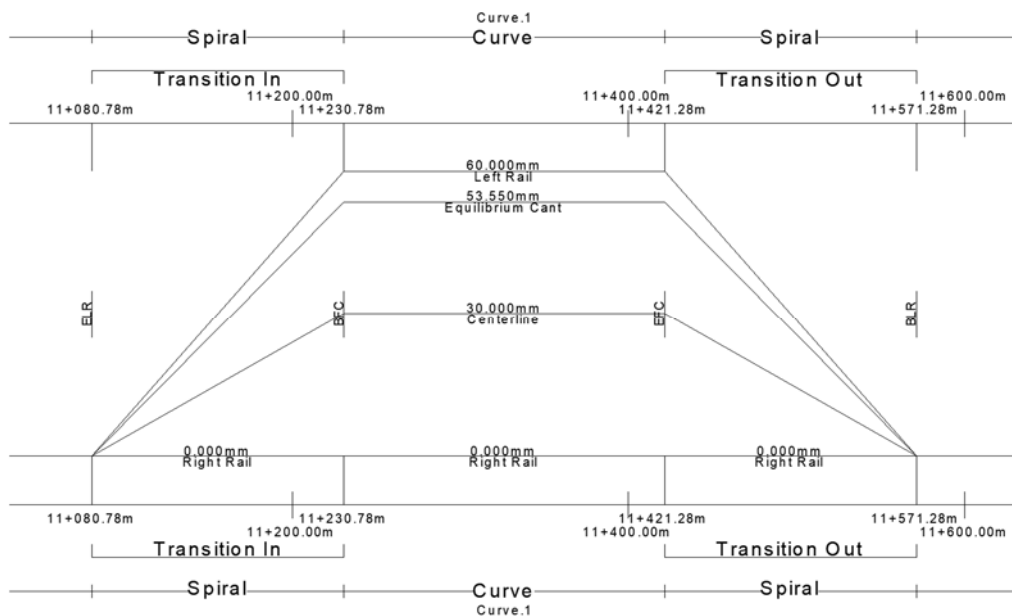 Curve.1
Spiral Curve Spiral
Transition In Transition Out
11+200.00m 11+400.00m 11+600.00m
11+080.78m 11+230.78m 11+421.28m 11+571.28m
60.000mm
Left Rail
53.550mm
Equilibrium Cant
ELR BFC EFC BLR
30.000mm
Centerline
0.000mm 0.000mm 0.000mm
Right Rail Right Rail Right Rail
11+080.78m 11+230.78m 11+421.28m 11+571.28m
11+200.00m 11+400.00m 11+600.00m
Transition In Transition Out
Spiral Curve Spiral
Curve.1